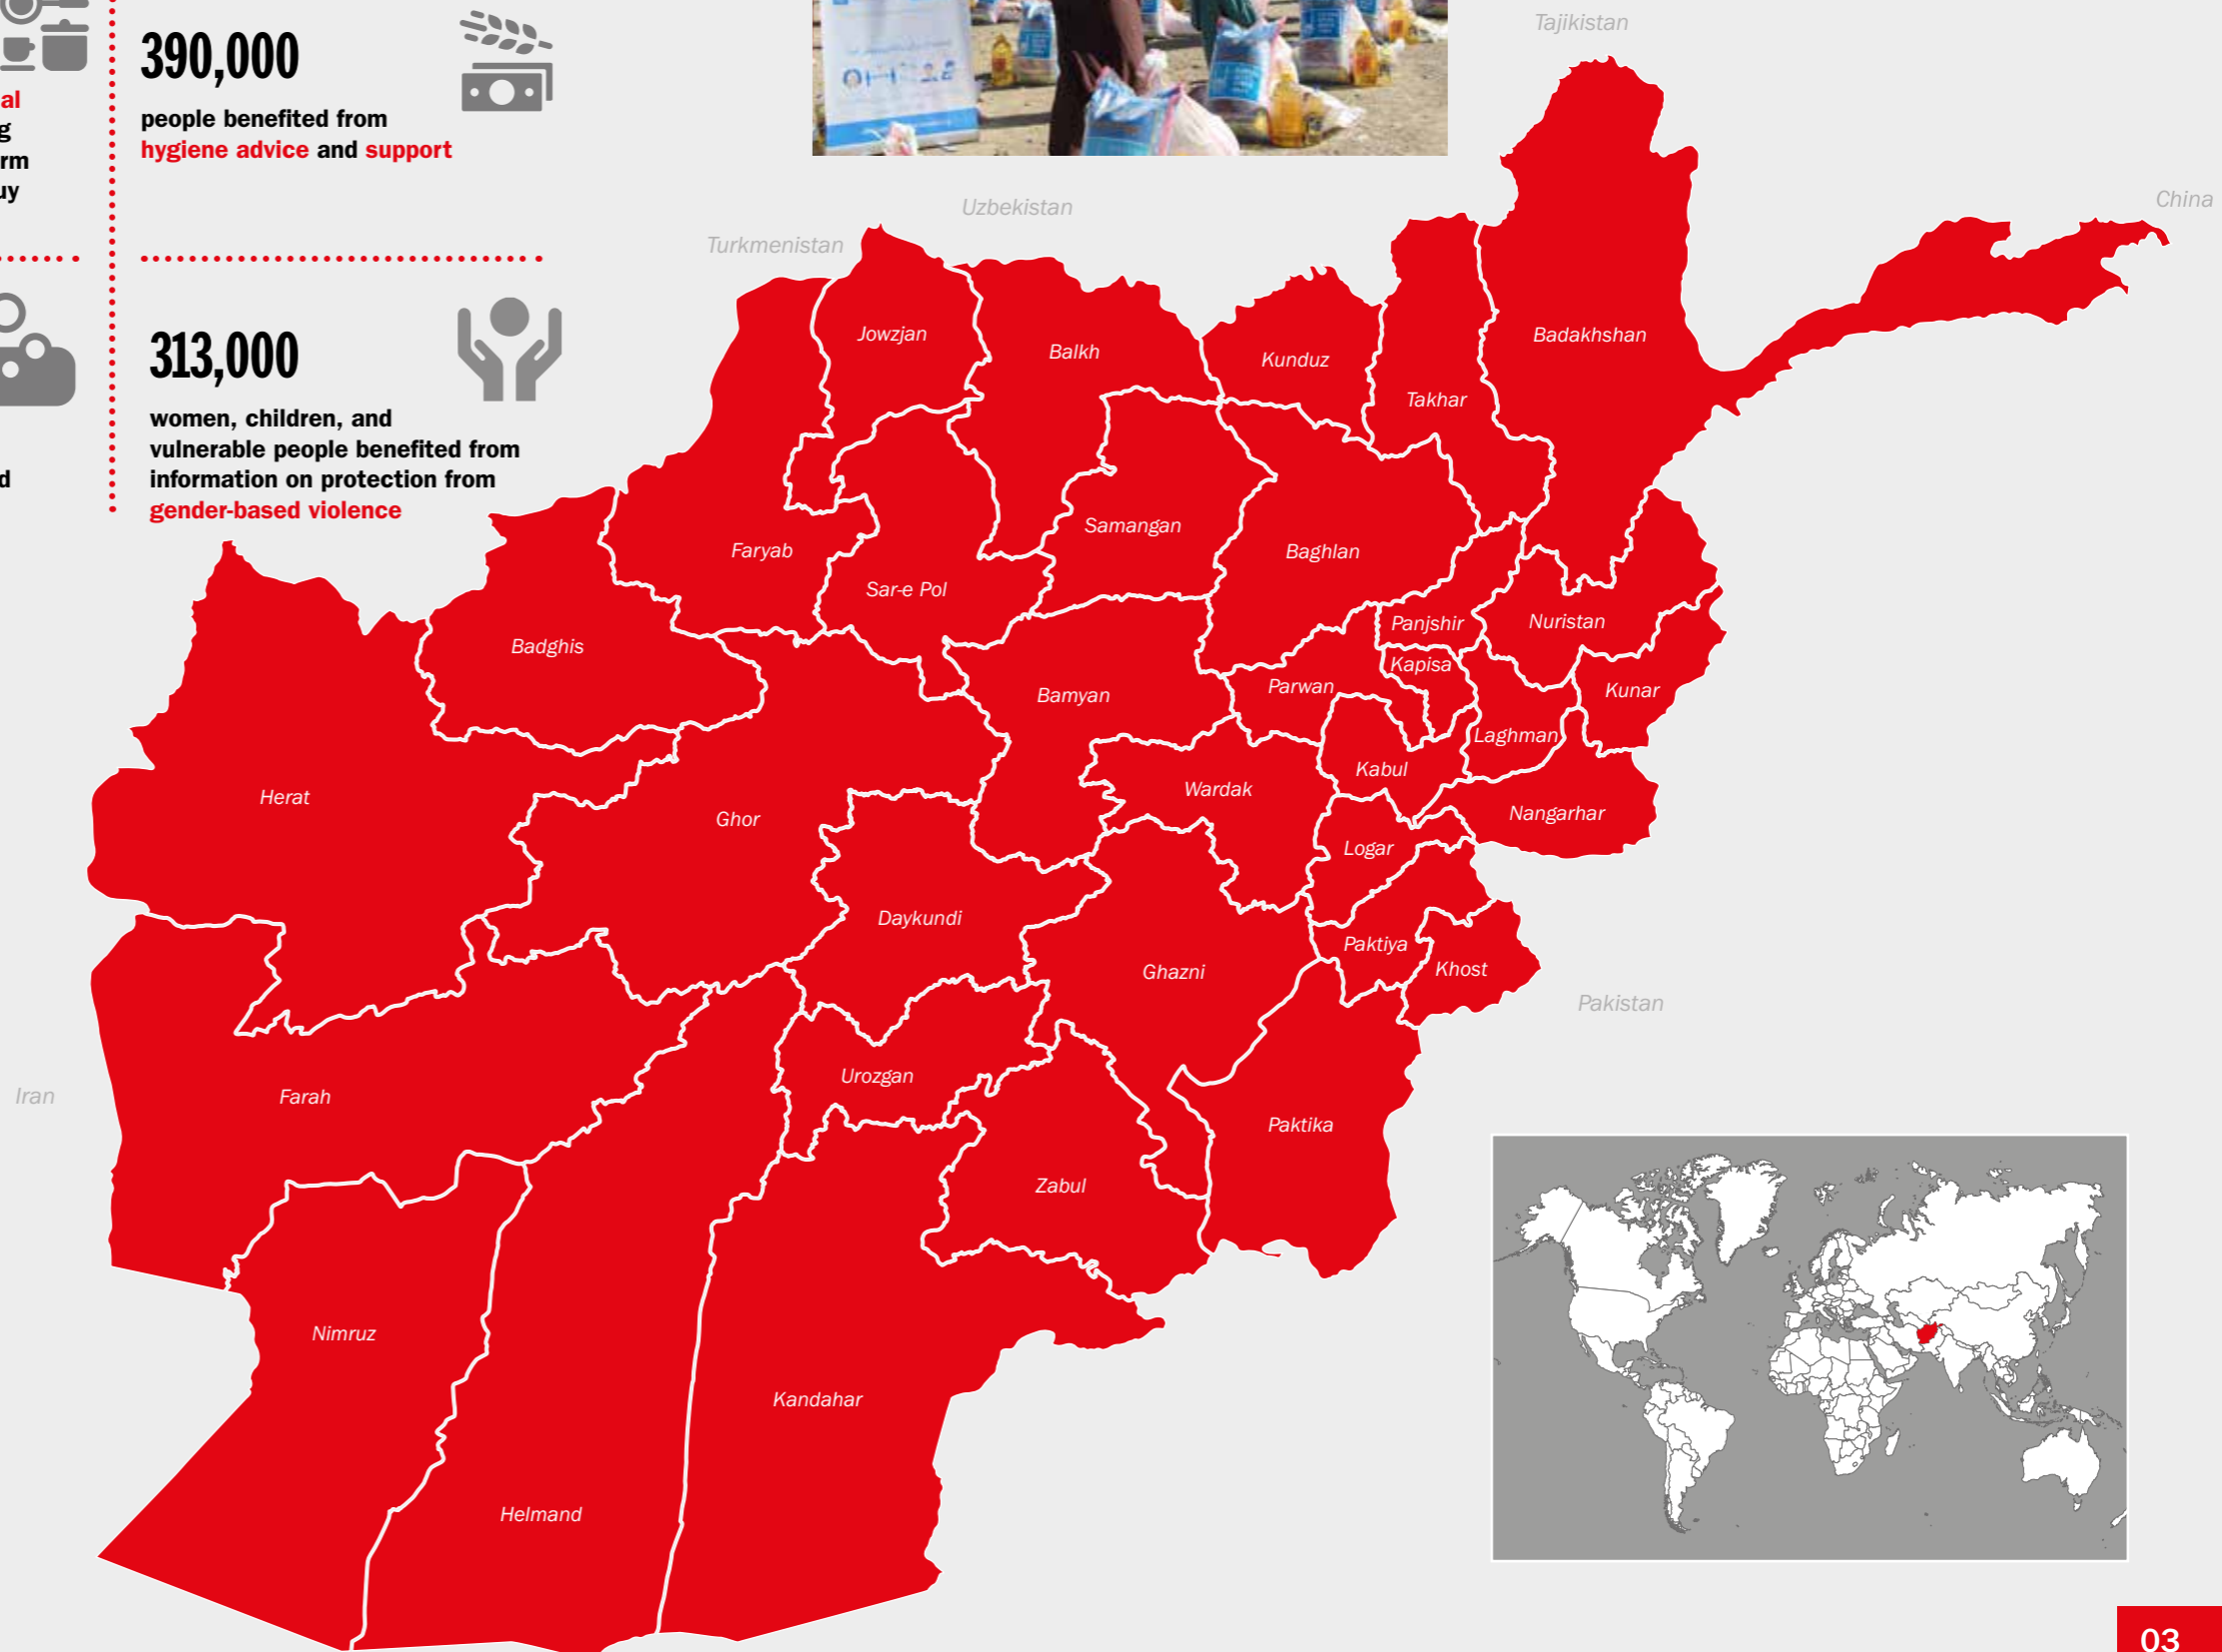 al
g
rm
uy
d
390,000
people benefited from
hygiene advice and support
313,000
women, children, and
vulnerable people benefited from
information on protection from
gender-based violence
Tajikistan
China
Uzbekistan
Turkmenistan
Jowzjan
Balkh
Kunduz
Takhar
Badakhshan
Faryab
Sar-e Pol
Samangan
Baghlan
Badghis
Panjshir
Nuristan
Kapisa
Bamyan
Parwan
Kunar
Laghman
Kabul
Herat
Ghor
Wardak
Nangarhar
Logar
Daykundi
Ghazni
Paktiya
Khost
Pakistan
Iran
Farah
Urozgan
Paktika
Zabul
Nimruz
Kandahar
Helmand
03